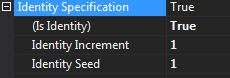 Identity Specification True
(Is Identity) True
Identity Increment 1
Identity Seed 1